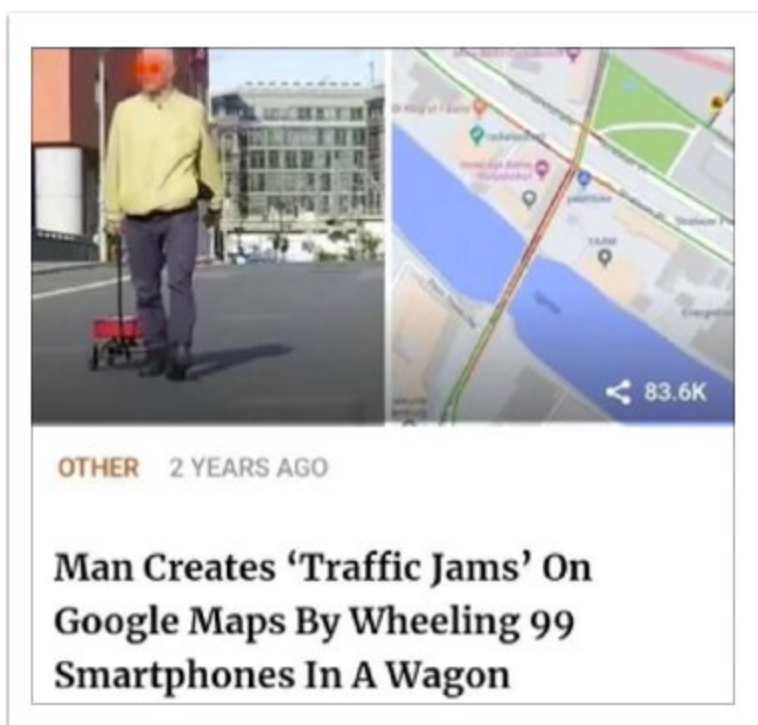 83.6K
OTHER 2 YEARS AGO
Man Creates ‘Traffic Jams’ On
Google Maps By Wheeling 99
Smartphones In A Wagon